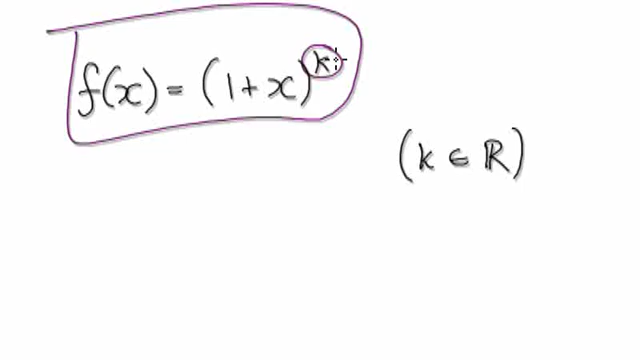 f(x) = (1+x)^k
(k ∈ ℝ)